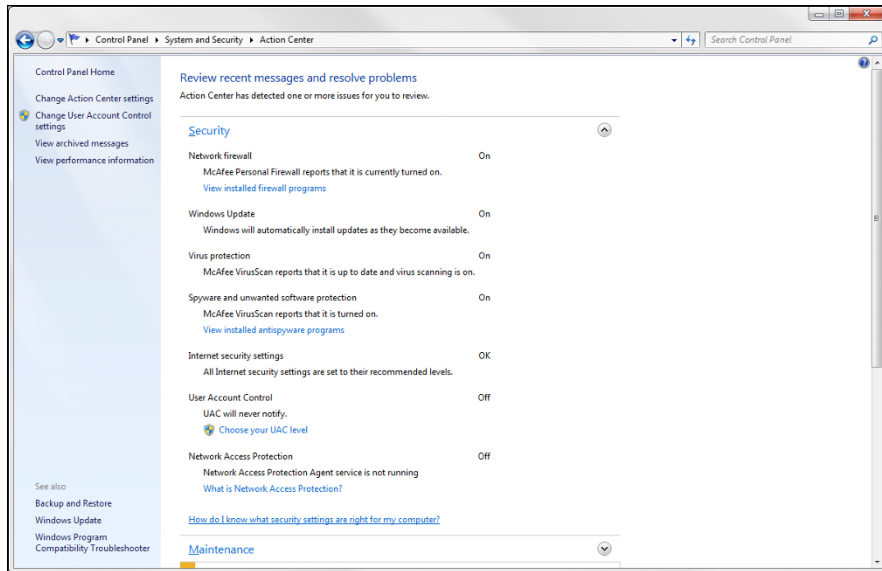 Control Panel ▸ System and Security ▸ Action Center
Search Control Panel
Control Panel Home
Change Action Center settings
Change User Account Control
settings
View archived messages
View performance information
See also
Backup and Restore
Windows Update
Windows Program
Compatibility Troubleshooter
Review recent messages and resolve problems
Action Center has detected one or more issues for you to review.
Security
Network firewall On
McAfee Personal Firewall reports that it is currently turned on.
View installed firewall programs
Windows Update On
Windows will automatically install updates as they become available.
Virus protection On
McAfee VirusScan reports that it is up to date and virus scanning is on.
Spyware and unwanted software protection On
McAfee VirusScan reports that it is turned on.
View installed antispyware programs
Internet security settings OK
All Internet security settings are set to their recommended levels.
User Account Control Off
UAC will never notify.
Choose your UAC level
Network Access Protection Off
Network Access Protection Agent service is not running
What is Network Access Protection?
How do I know what security settings are right for my computer?
Maintenance